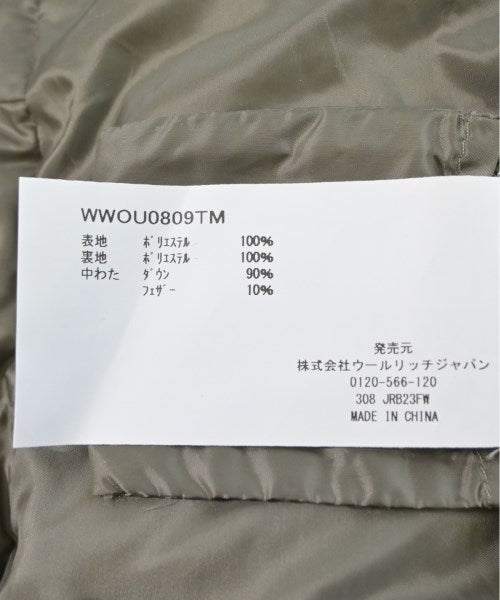 WWOU0809TM
表地 ﾎﾟﾘｴｽﾃﾙ 100%
裏地 ﾎﾟﾘｴｽﾃﾙ 100%
中わた ﾀﾞｳﾝ 90%
ﾌｪｻﾞｰ 10%
発売元
株式会社ウールリッチジャパン
0120-566-120
308 JRB23FW
MADE IN CHINA